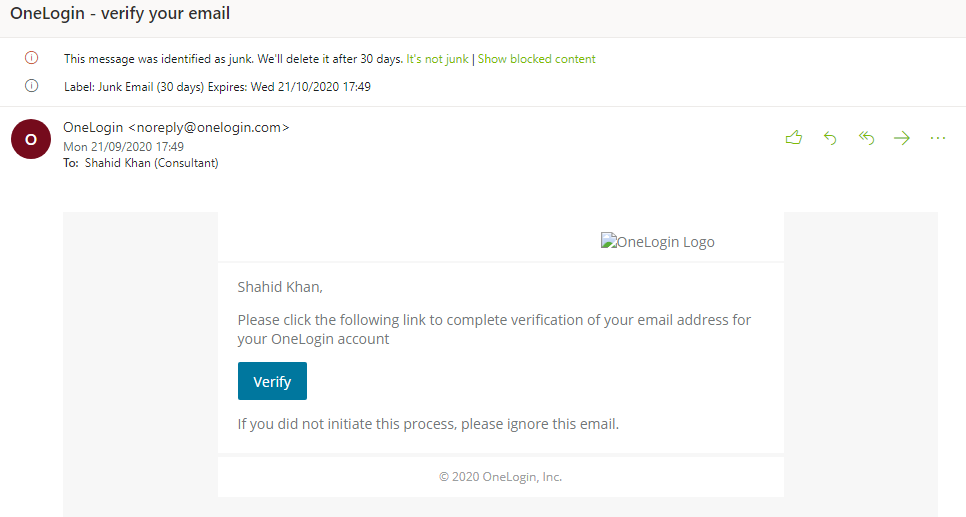 OneLogin - verify your email
This message was identified as junk. We'll delete it after 30 days. It's not junk | Show blocked content
Label: Junk Email (30 days) Expires: Wed 21/10/2020 17:49
O
OneLogin <noreply@onelogin.com>
Mon 21/09/2020 17:49
To: Shahid Khan (Consultant)
OneLogin Logo
Shahid Khan,
Please click the following link to complete verification of your email address for
your OneLogin account
Verify
If you did not initiate this process, please ignore this email.
© 2020 OneLogin, Inc.